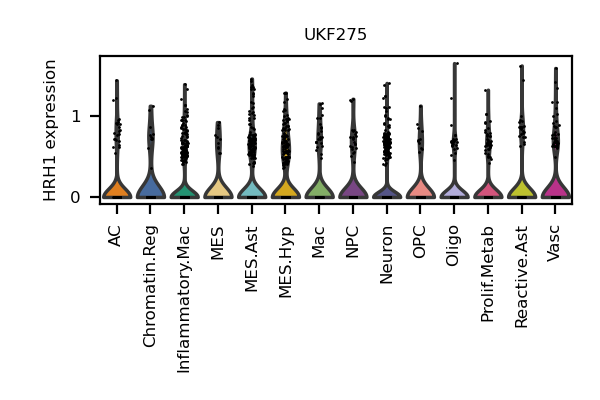 UKF275
HRH1 expression
1
0
AC
Chromatin.Reg
Inflammatory.Mac
MES
MES.Ast
MES.Hyp
Mac
NPC
Neuron
OPC
Oligo
Prolif.Metab
Reactive.Ast
Vasc